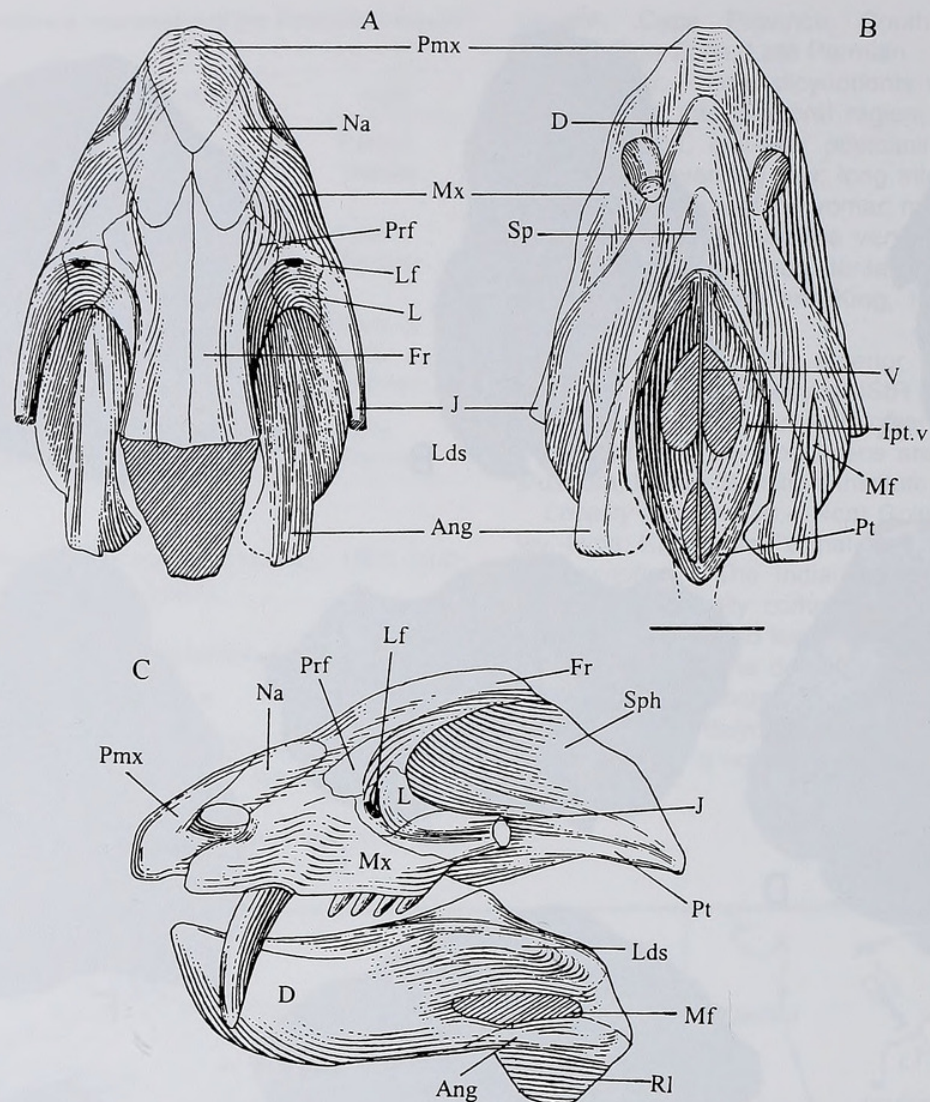 A
Pmx
B
Na
D
Mx
Prf
Sp
Lf
L
Fr
V
J
Ipt.v
Lds
Mf
Ang
Pt
C
Lf
Prf
Fr
Na
Sph
Pmx
L
J
Mx
Pt
Lds
D
Mf
Ang
Rl